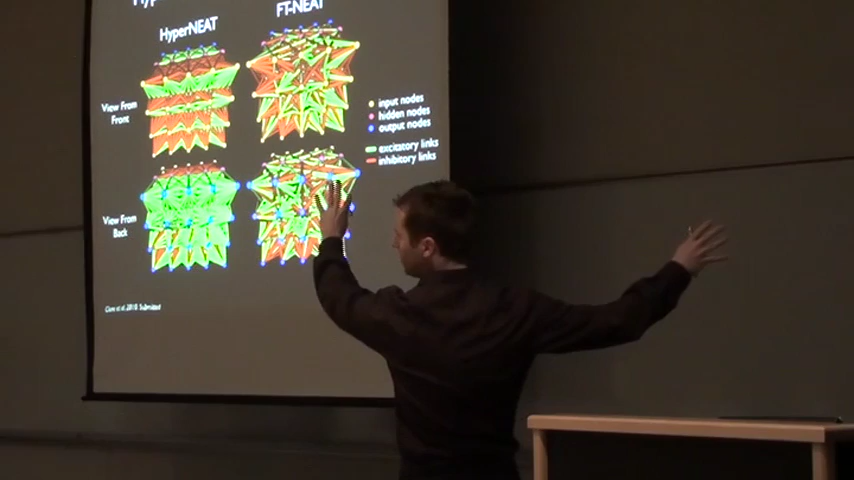 HyperNEAT
FT-NEAT
View From
Front
input nodes
hidden nodes
output nodes
excitatory links
inhibitory links
View From
Back